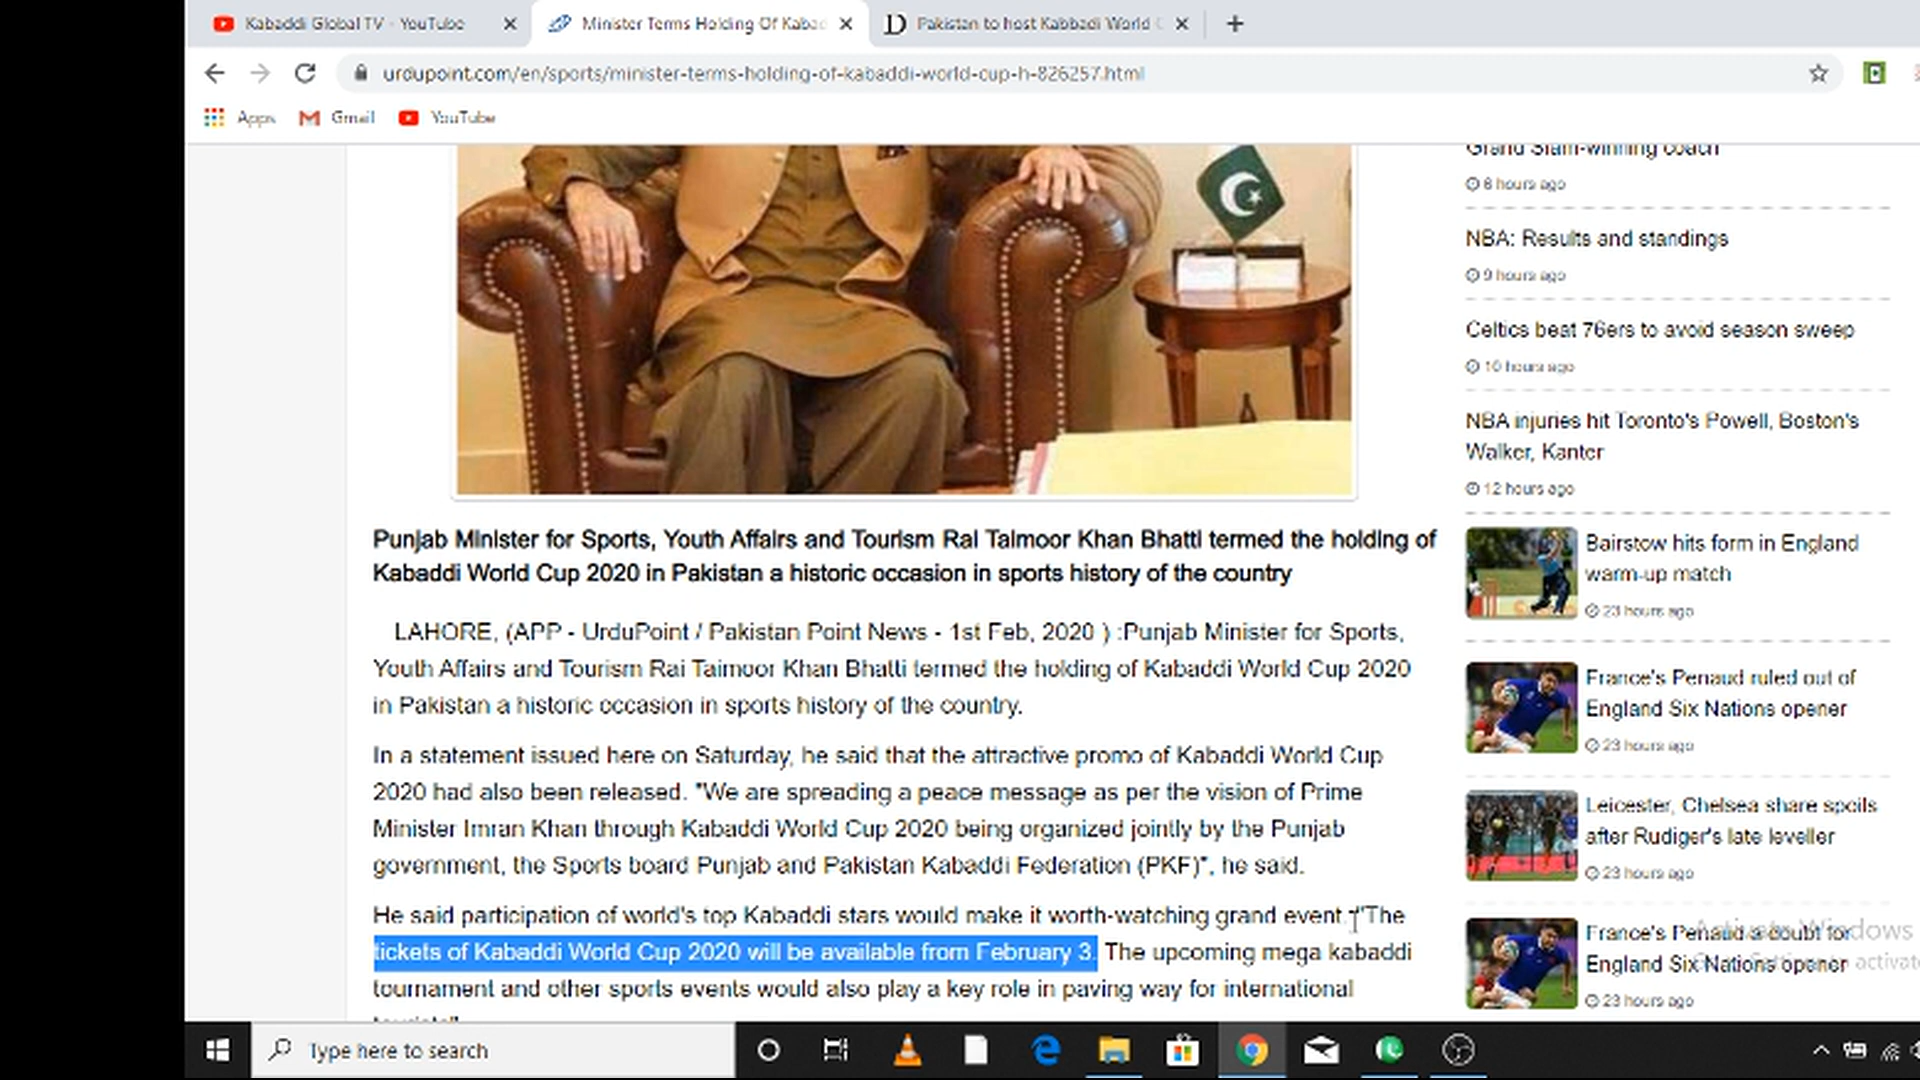 Kabaddi Global TV - YouTube
Minister Terms Holding Of Kabad
Pakistan to host Kabbadi World C
urdupoint.com/en/sports/minister-terms-holding-of-kabaddi-world-cup-h-826257.html
Apps Gmail YouTube
Grand Slam-winning coach
6 hours ago
NBA: Results and standings
9 hours ago
Celtics beat 76ers to avoid season sweep
10 hours ago
NBA injuries hit Toronto's Powell, Boston's
Walker, Kanter
12 hours ago
Bairstow hits form in England
warm-up match
23 hours ago
France's Penaud ruled out of
England Six Nations opener
23 hours ago
Leicester, Chelsea share spoils
after Rudiger's late leveller
23 hours ago
France's Penaud a doubt for
England Six Nations opener
23 hours ago
Punjab Minister for Sports, Youth Affairs and Tourism Rai Taimoor Khan Bhatti termed the holding of
Kabaddi World Cup 2020 in Pakistan a historic occasion in sports history of the country
LAHORE, (APP - UrduPoint / Pakistan Point News - 1st Feb, 2020 ) :Punjab Minister for Sports,
Youth Affairs and Tourism Rai Taimoor Khan Bhatti termed the holding of Kabaddi World Cup 2020
in Pakistan a historic occasion in sports history of the country.
In a statement issued here on Saturday, he said that the attractive promo of Kabaddi World Cup
2020 had also been released. "We are spreading a peace message as per the vision of Prime
Minister Imran Khan through Kabaddi World Cup 2020 being organized jointly by the Punjab
government, the Sports board Punjab and Pakistan Kabaddi Federation (PKF)", he said.
He said participation of world's top Kabaddi stars would make it worth-watching grand event. "The
tickets of Kabaddi World Cup 2020 will be available from February 3. The upcoming mega kabaddi
tournament and other sports events would also play a key role in paving way for international
Activate Windows
Type here to search